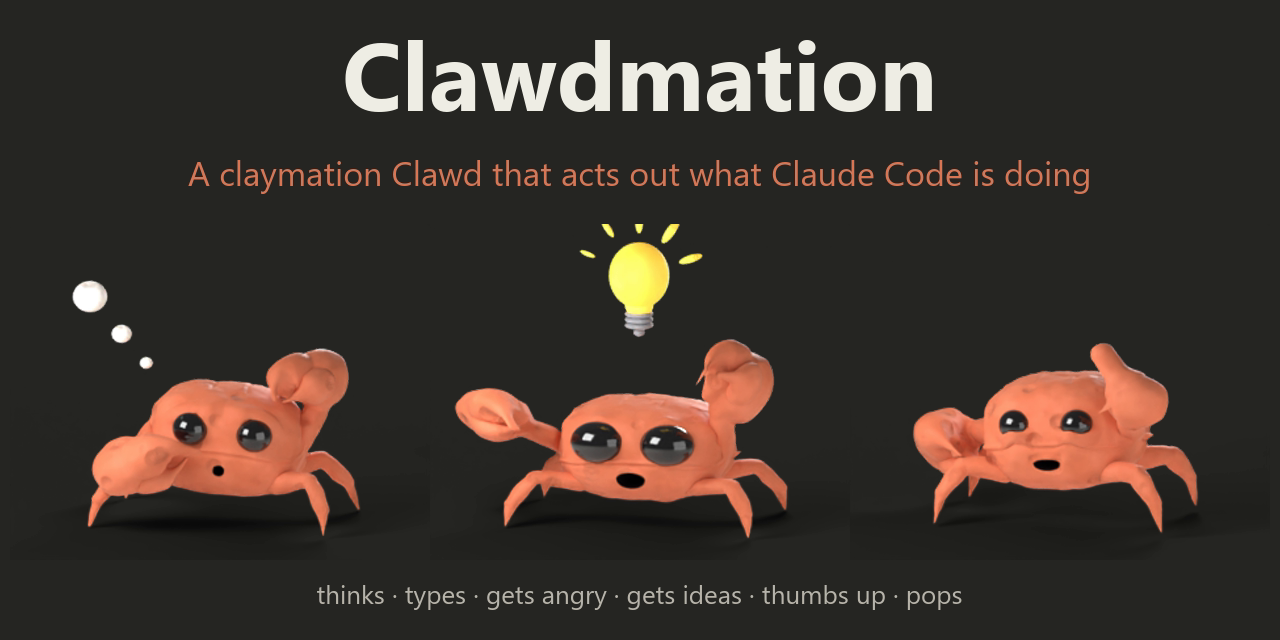 Clawdmation
A claymation Clawd that acts out what Claude Code is doing
thinks · types · gets angry · gets ideas · thumbs up · pops